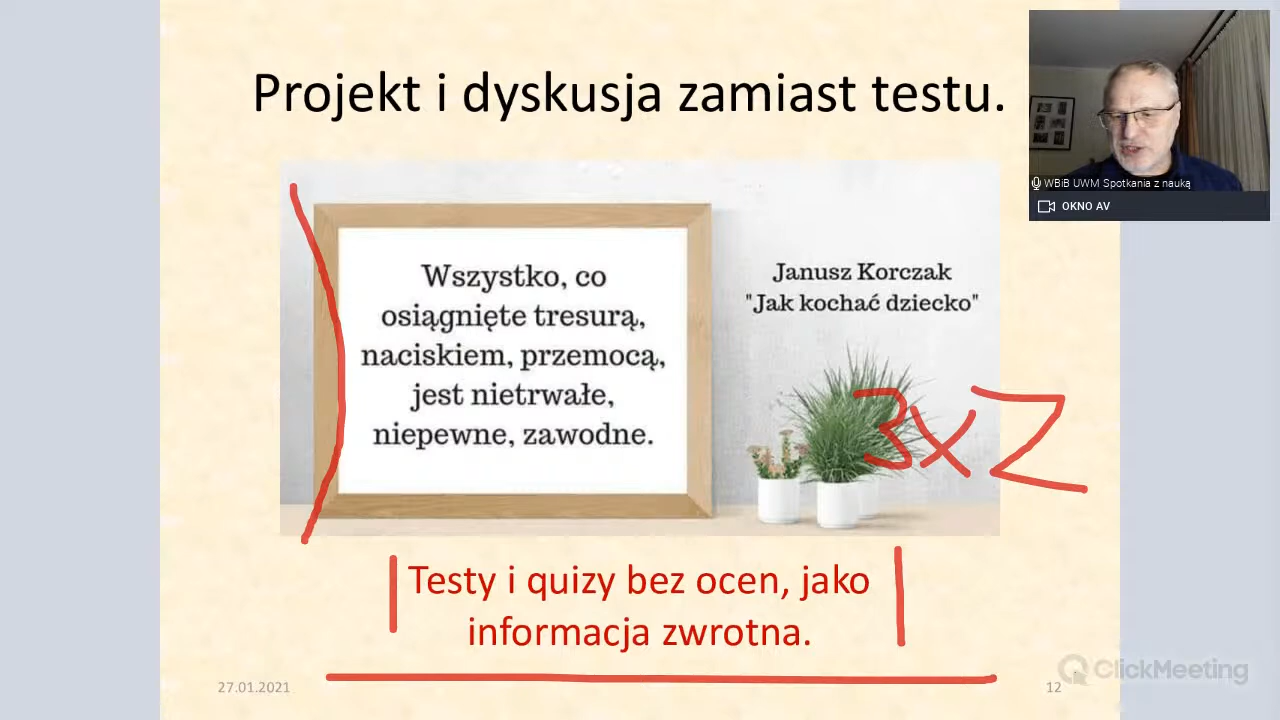 Projekt i dyskusja zamiast testu.
WBiB UWM Spotkania z nauką
OKNO AV
Wszystko, co
osiągnięte tresurą,
naciskiem, przemocą,
jest nietrwałe,
niepewne, zawodne.
Janusz Korczak
"Jak kochać dziecko"
3xZ
Testy i quizy bez ocen, jako
informacja zwrotna.
27.01.2021
12
ClickMeeting